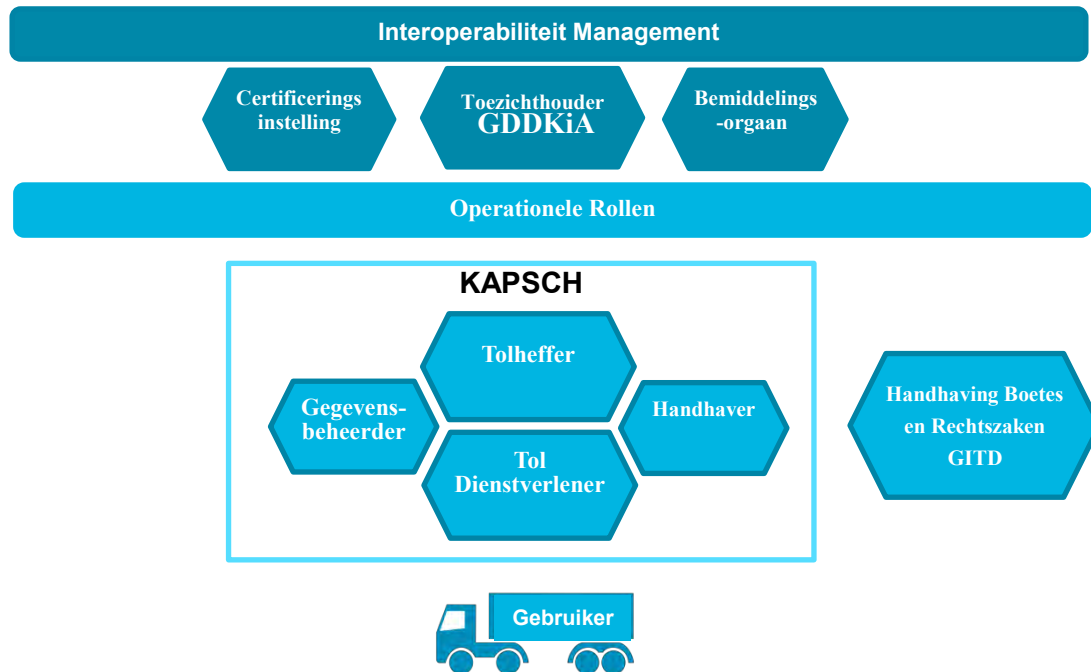 Interoperabiliteit Management
Certificerings
instelling
Toezichthouder
GDDKiA
Bemiddelings
-orgaan
Operationele Rollen
KAPSCH
Tolheffer
Gegevens-
beheerder
Handhaver
Tol
Dienstverlener
Handhaving Boetes
en Rechtszaken
GITD
Gebruiker